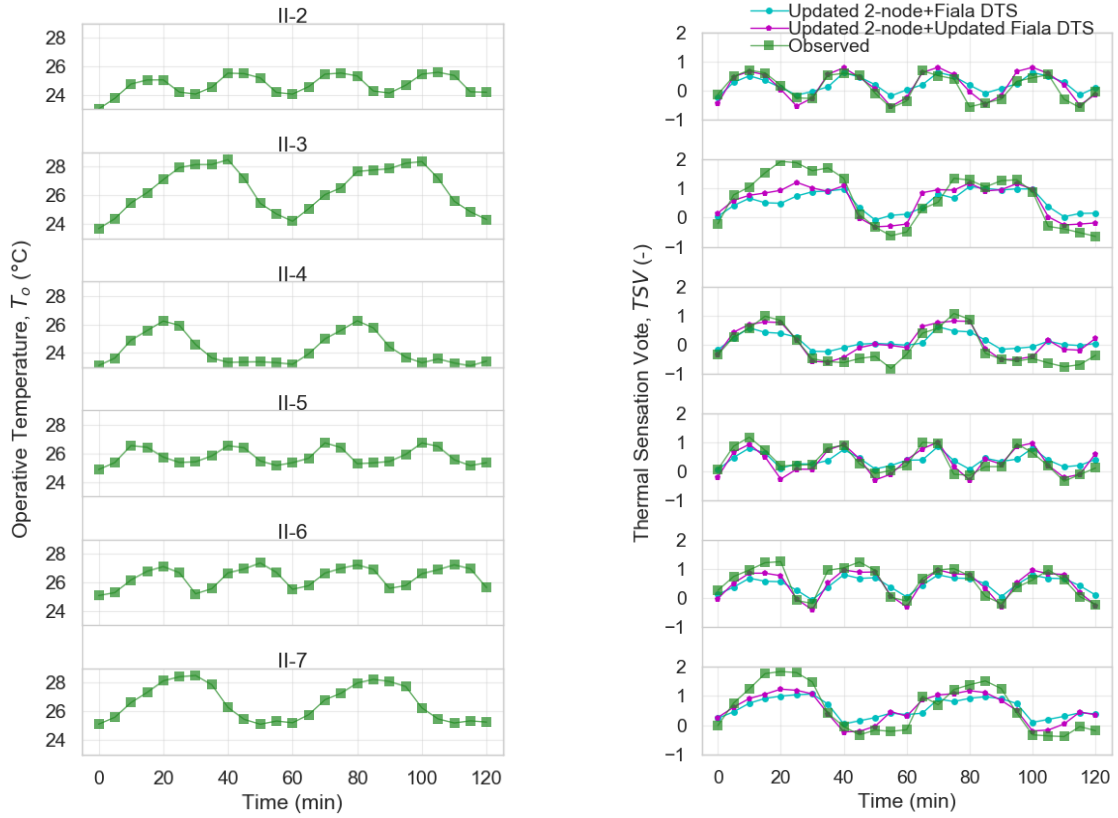 II-2
28
26
24
II-3
28
26
24
II-4
28
26
24
II-5
28
26
24
II-6
28
26
24
II-7
28
26
24
0 20 40 60 80 100 120
Time (min)
Operative Temperature, T_o (°C)
Updated 2-node+Fiala DTS
Updated 2-node+Updated Fiala DTS
Observed
2
1
0
−1
2
1
0
−1
2
1
0
−1
2
1
0
−1
2
1
0
−1
2
1
0
−1
0 20 40 60 80 100 120
Time (min)
Thermal Sensation Vote, TSV (-)